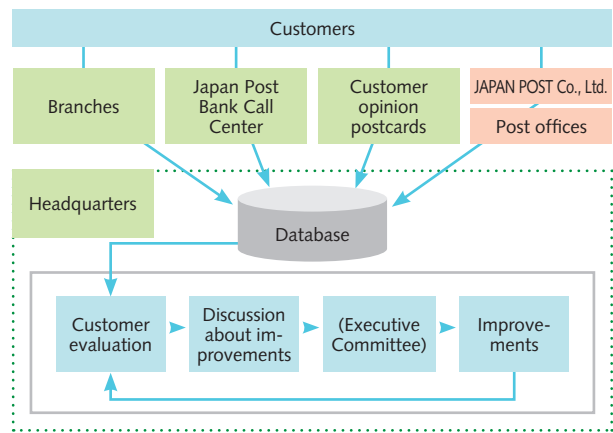 Customers
Branches
Japan Post
Bank Call
Center
Customer
opinion
postcards
JAPAN POST Co., Ltd.
Post offices
Headquarters
Database
Customer
evaluation
Discussion
about im-
provements
(Executive
Committee)
Improve-
ments